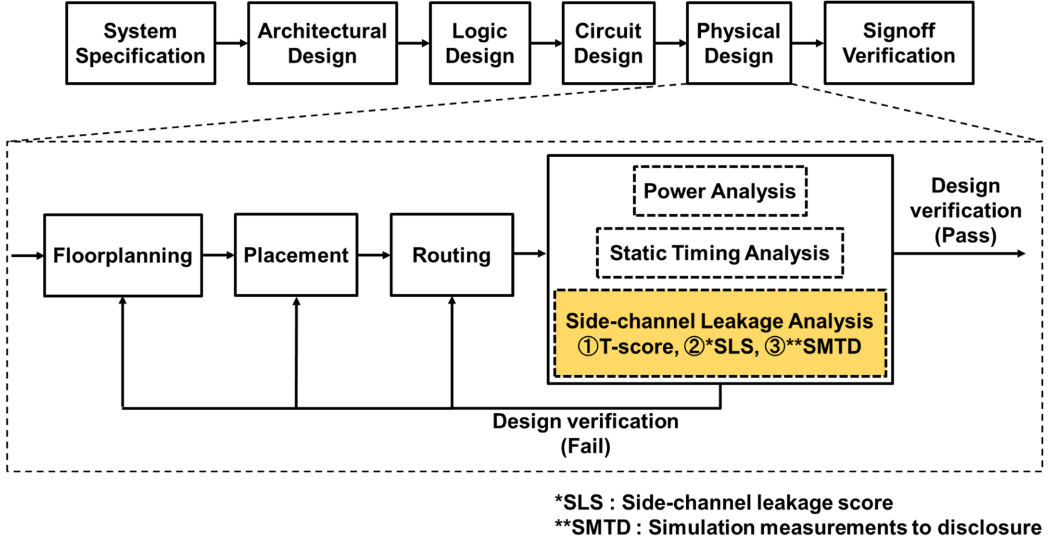 System
Specification
Architectural
Design
Logic
Design
Circuit
Design
Physical
Design
Signoff
Verification
Floorplanning
Placement
Routing
Power Analysis
Static Timing Analysis
Side-channel Leakage Analysis
①T-score, ②*SLS, ③**SMTD
Design
verification
(Pass)
Design verification
(Fail)
*SLS : Side-channel leakage score
**SMTD : Simulation measurements to disclosure